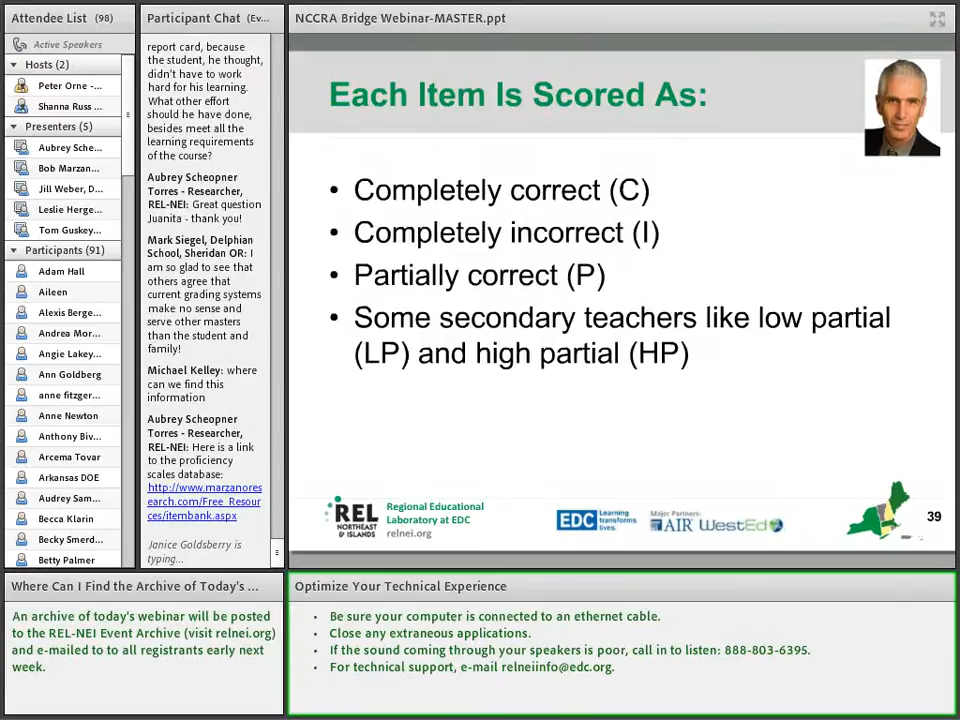 Attendee List (98)
Active Speakers
Hosts (2)
Peter Orne -...
Shanna Russ ...
Presenters (5)
Aubrey Sche...
Bob Marzan...
Jill Weber, D...
Leslie Herge...
Tom Guskey...
Participants (91)
Adam Hall
Aileen
Alexis Berge...
Andrea Mor...
Angie Lakey...
Ann Goldberg
anne fitzger...
Anne Newton
Anthony Biv...
Arcema Tovar
Arkansas DOE
Audrey Sam...
Becca Klarin
Becky Smerd...
Betty Palmer
Participant Chat (Ev...
report card, because
the student, he thought,
didn't have to work
hard for his learning.
What other effort
should he have done,
besides meet all the
learning requirements
of the course?
Aubrey Scheopner
Torres - Researcher,
REL-NEI: Great question
Juanita - thank you!
Mark Siegel, Delphian
School, Sheridan OR: I
am so glad to see that
others agree that
current grading systems
make no sense and
serve other masters
than the student and
family!
Michael Kelley: where
can we find this
information
Aubrey Scheopner
Torres - Researcher,
REL-NEI: Here is a link
to the proficiency
scales database:
http://www.marzanores
earch.com/Free_Resour
ces/itembank.aspx
Janice Goldsberry is
typing...
NCCRA Bridge Webinar-MASTER.ppt
Each Item Is Scored As:
• Completely correct (C)
• Completely incorrect (I)
• Partially correct (P)
• Some secondary teachers like low partial
(LP) and high partial (HP)
REL
NORTHEAST
& ISLANDS
Regional Educational
Laboratory at EDC
relnei.org
EDC Learning
transforms
lives.
Major Partners:
AIR WestEd
39
Where Can I Find the Archive of Today's ...
An archive of today's webinar will be posted
to the REL-NEI Event Archive (visit relnei.org)
and e-mailed to to all registrants early next
week.
Optimize Your Technical Experience
• Be sure your computer is connected to an ethernet cable.
• Close any extraneous applications.
• If the sound coming through your speakers is poor, call in to listen: 888-803-6395.
• For technical support, e-mail relneiinfo@edc.org.